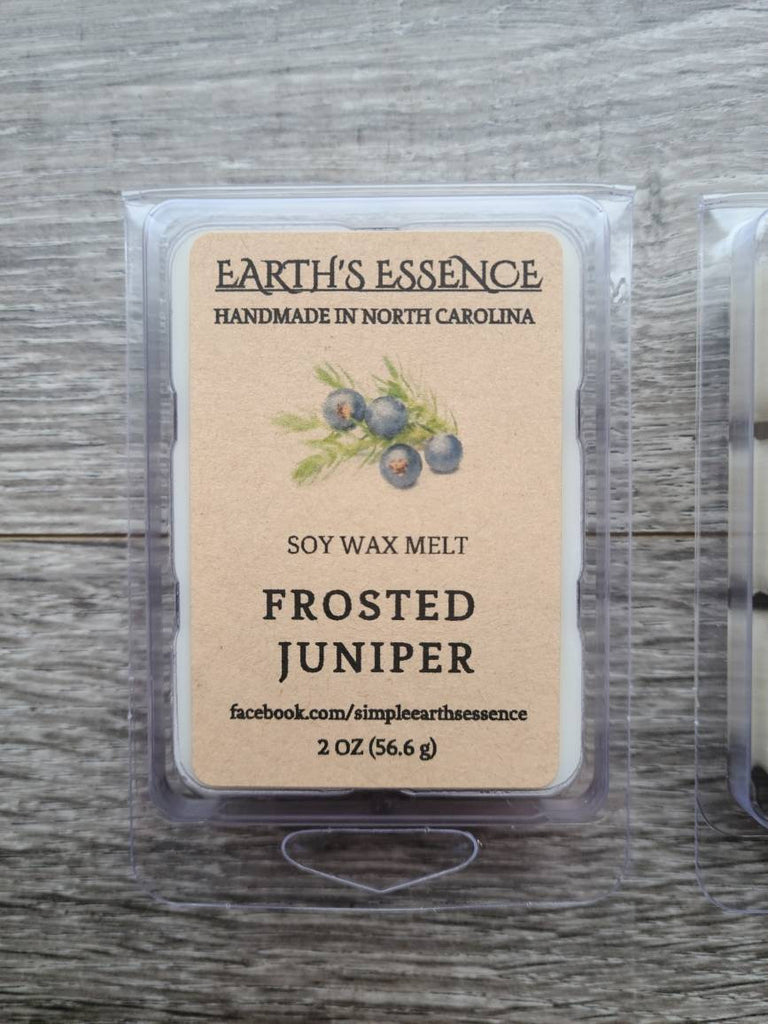 EARTH'S ESSENCE
HANDMADE IN NORTH CAROLINA
SOY WAX MELT
FROSTED
JUNIPER
facebook.com/simpleearthsessence
2 OZ (56.6 g)